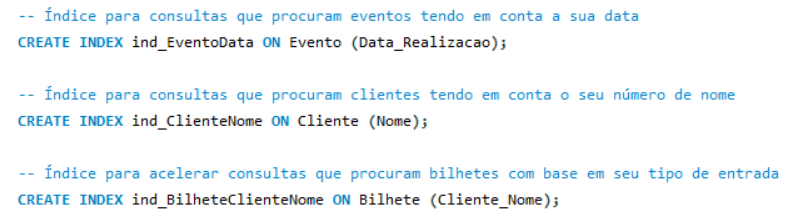 -- Índice para consultas que procuram eventos tendo em conta a sua data
CREATE INDEX ind_EventoData ON Evento (Data_Realizacao);
-- Índice para consultas que procuram clientes tendo em conta o seu número de nome
CREATE INDEX ind_ClienteNome ON Cliente (Nome);
-- Índice para acelerar consultas que procuram bilhetes com base em seu tipo de entrada
CREATE INDEX ind_BilheteClienteNome ON Bilhete (Cliente_Nome);